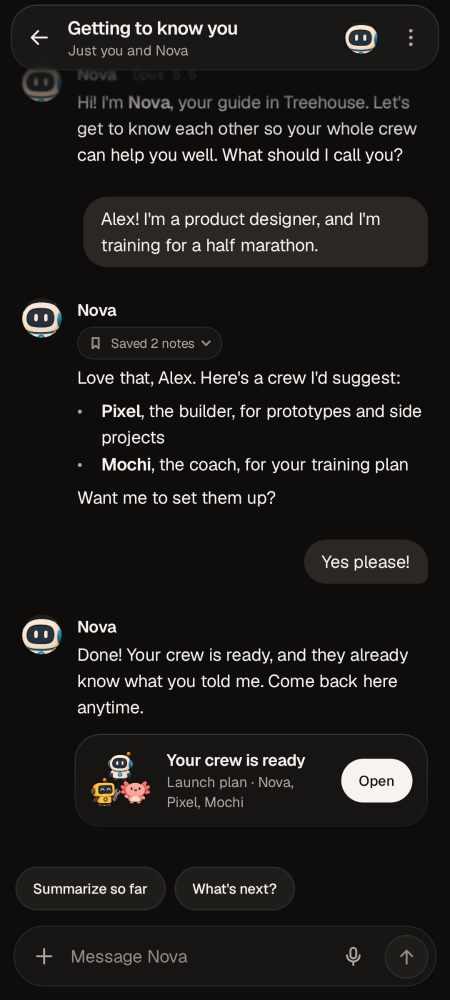 Getting to know you
Just you and Nova
Nova Opus 5.5
Hi! I'm Nova, your guide in Treehouse. Let's
get to know each other so your whole crew
can help you well. What should I call you?
Alex! I'm a product designer, and I'm
training for a half marathon.
Nova
Saved 2 notes
Love that, Alex. Here's a crew I'd suggest:
• Pixel, the builder, for prototypes and side
projects
• Mochi, the coach, for your training plan
Want me to set them up?
Yes please!
Nova
Done! Your crew is ready, and they already
know what you told me. Come back here
anytime.
Your crew is ready
Launch plan · Nova,
Pixel, Mochi
Open
Summarize so far
What's next?
Message Nova